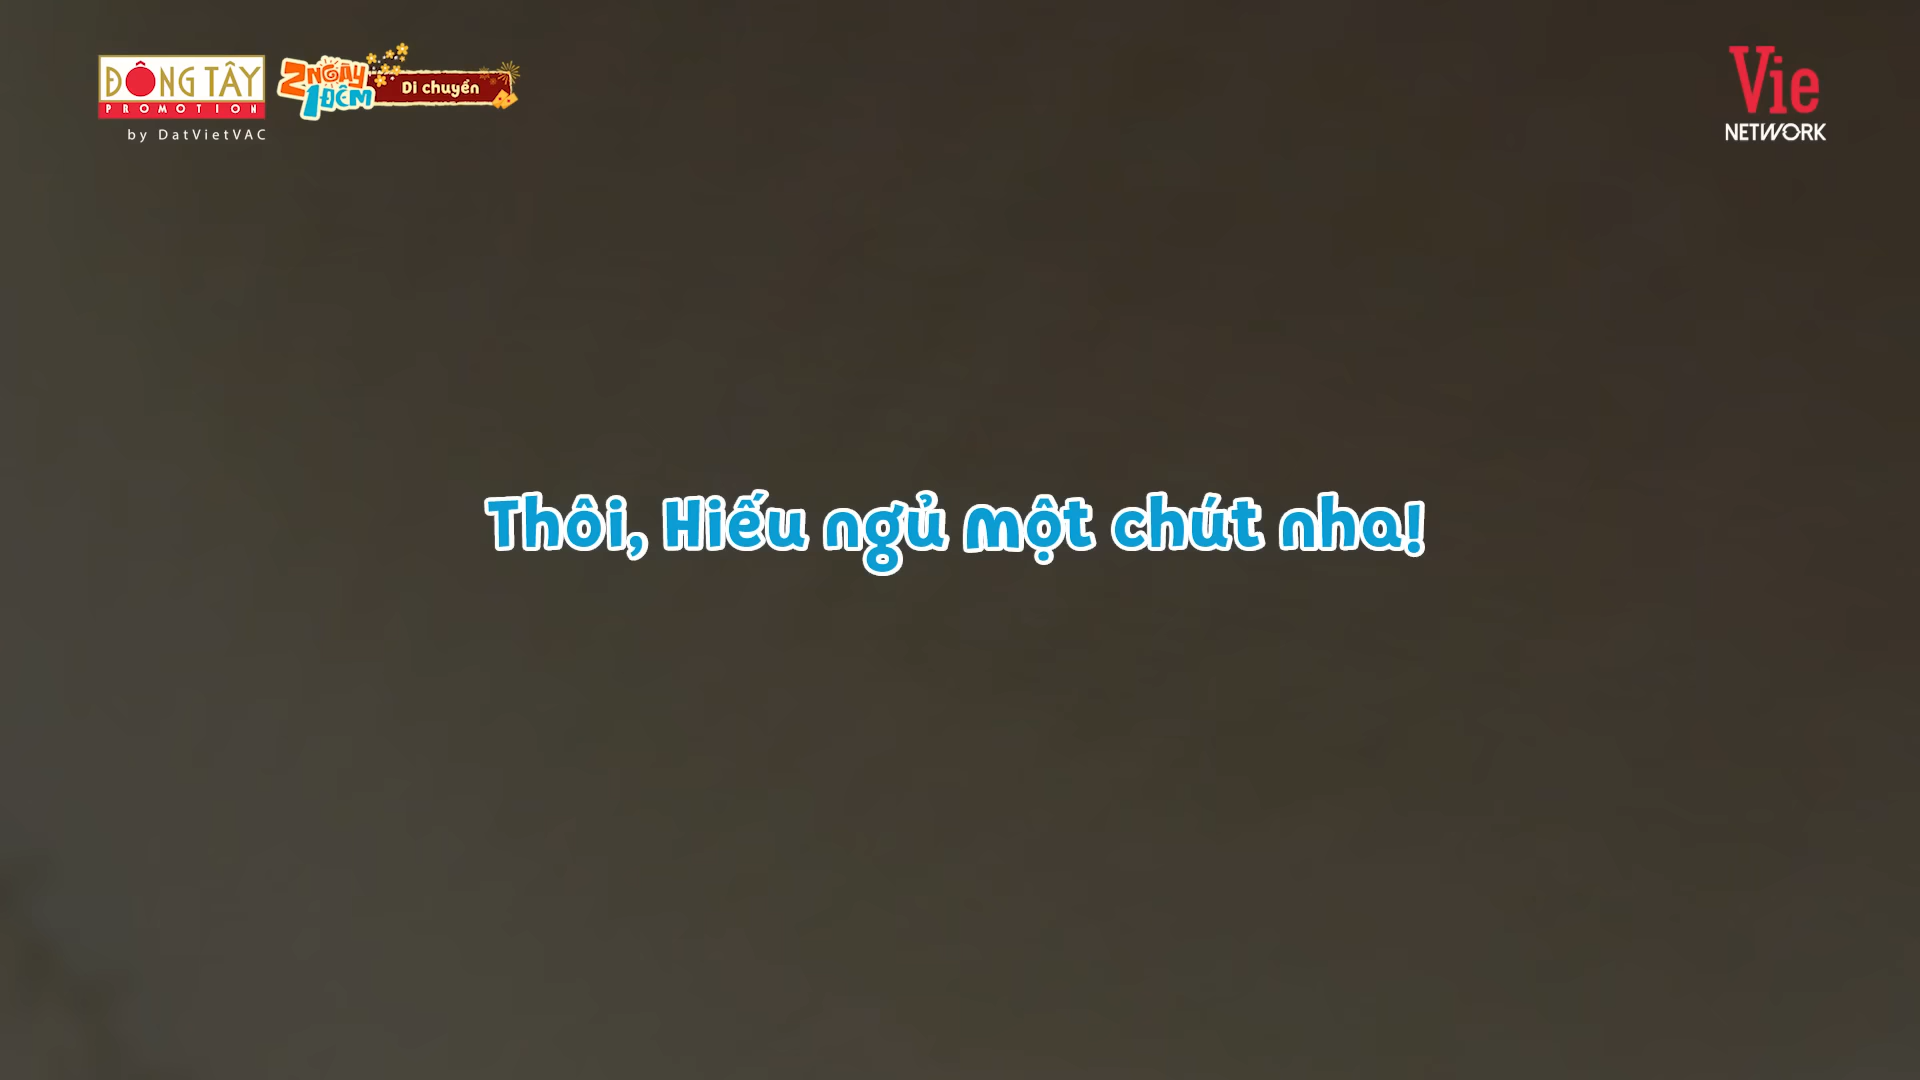 ĐÔNG TÂY
PROMOTION
by DatVietVAC
2 NGÀY
1 ĐÊM
Di chuyển
Vie
NETWORK
Thôi, Hiếu ngủ một chút nha!